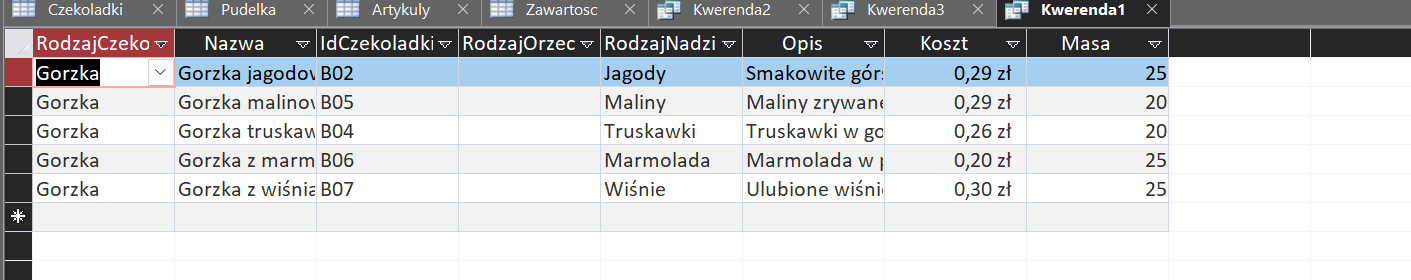 Czekoladki Pudelka Artykuly Zawartosc Kwerenda2 Kwerenda3 Kwerenda1
RodzajCzeko Nazwa IdCzekoladki RodzajOrzec RodzajNadzi Opis Koszt Masa
Gorzka Gorzka jagodov B02 Jagody Smakowite górs 0,29 zł 25
Gorzka Gorzka malinov B05 Maliny Maliny zrywane 0,29 zł 20
Gorzka Gorzka truskaw B04 Truskawki Truskawki w go 0,26 zł 20
Gorzka Gorzka z marm B06 Marmolada Marmolada w p 0,20 zł 25
Gorzka Gorzka z wiśnia B07 Wiśnie Ulubione wiśnie 0,30 zł 25